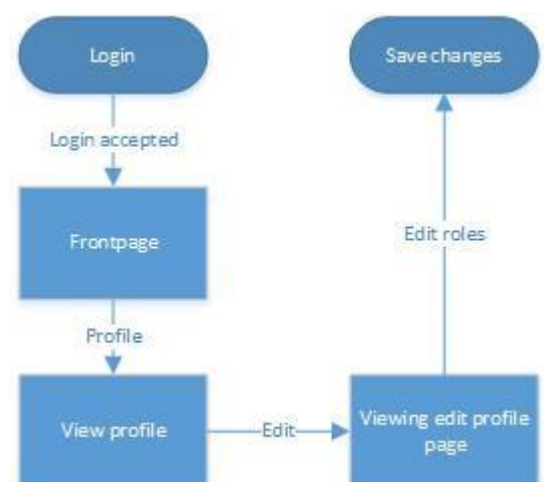 Login
Save changes
Login accepted
Edit roles
Frontpage
Profile
View profile
Edit
Viewing edit profile
page